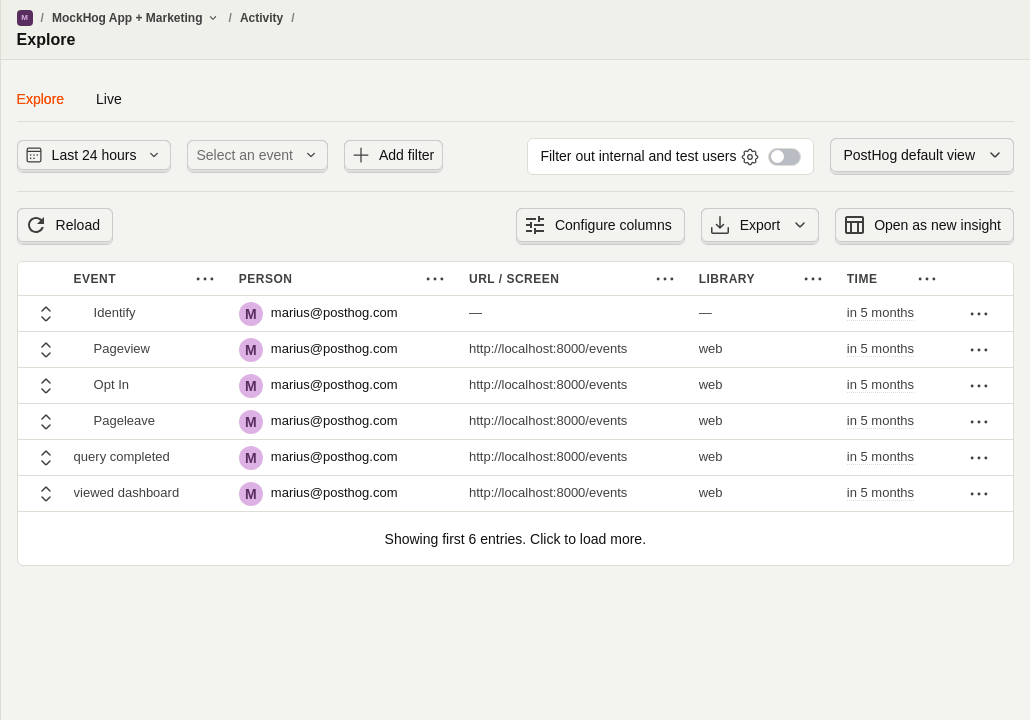 M / MockHog App + Marketing / Activity /
Explore
Explore Live
Last 24 hours Select an event Add filter Filter out internal and test users PostHog default view
Reload Configure columns Export Open as new insight
EVENT PERSON URL / SCREEN LIBRARY TIME
Identify M marius@posthog.com — — in 5 months
Pageview M marius@posthog.com http://localhost:8000/events web in 5 months
Opt In M marius@posthog.com http://localhost:8000/events web in 5 months
Pageleave M marius@posthog.com http://localhost:8000/events web in 5 months
query completed M marius@posthog.com http://localhost:8000/events web in 5 months
viewed dashboard M marius@posthog.com http://localhost:8000/events web in 5 months
Showing first 6 entries. Click to load more.